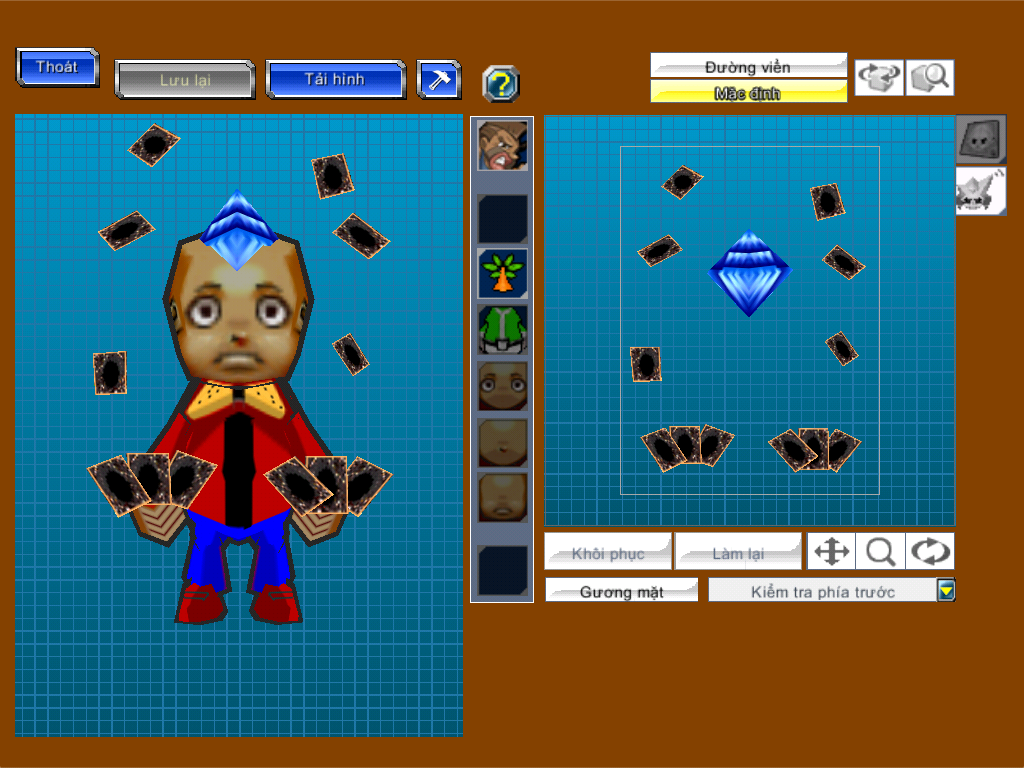 Thoát
Lưu lại
Tải hình
?
Đường viền
Mặc định
Khôi phục
Làm lại
Gương mặt
Kiểm tra phía trước